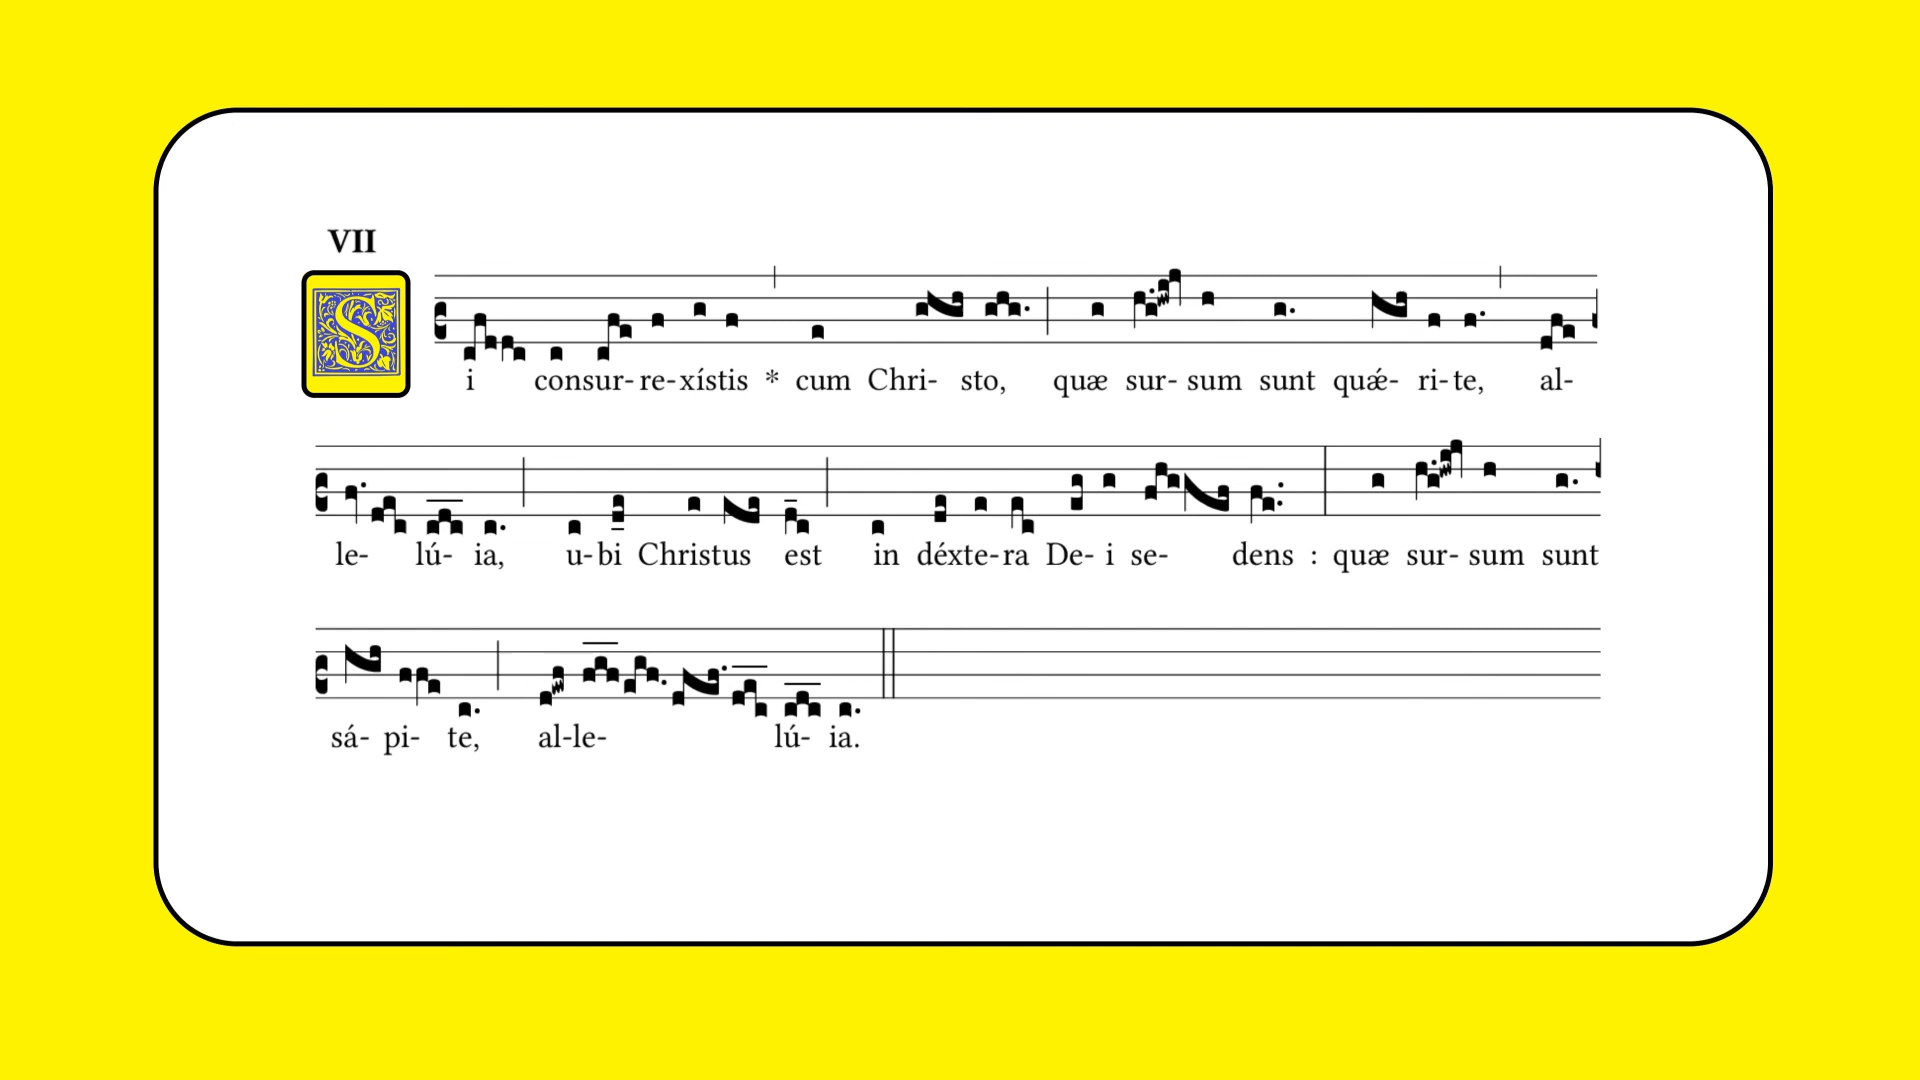 VII
Si consur-re-xístis * cum Chri- sto, quæ sur-sum sunt quǽ- ri-te, al-
le- lú- ia, u-bi Christus est in déxte-ra De-i se- dens : quæ sur-sum sunt
sá- pi- te, al-le- lú- ia.